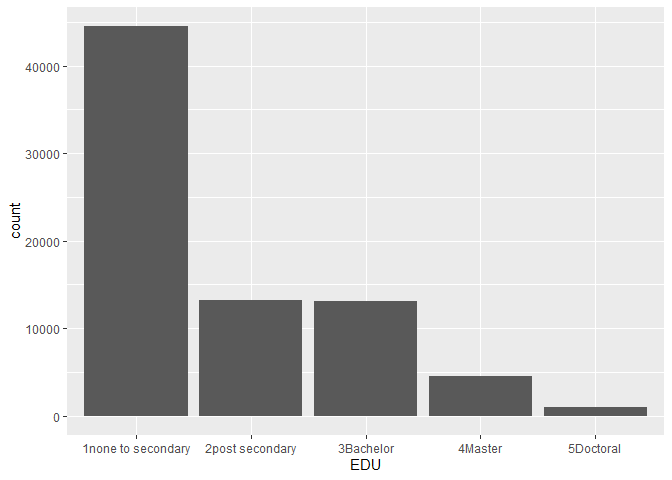 count
40000
30000
20000
10000
0
1none to secondary 2post secondary 3Bachelor 4Master 5Doctoral
EDU